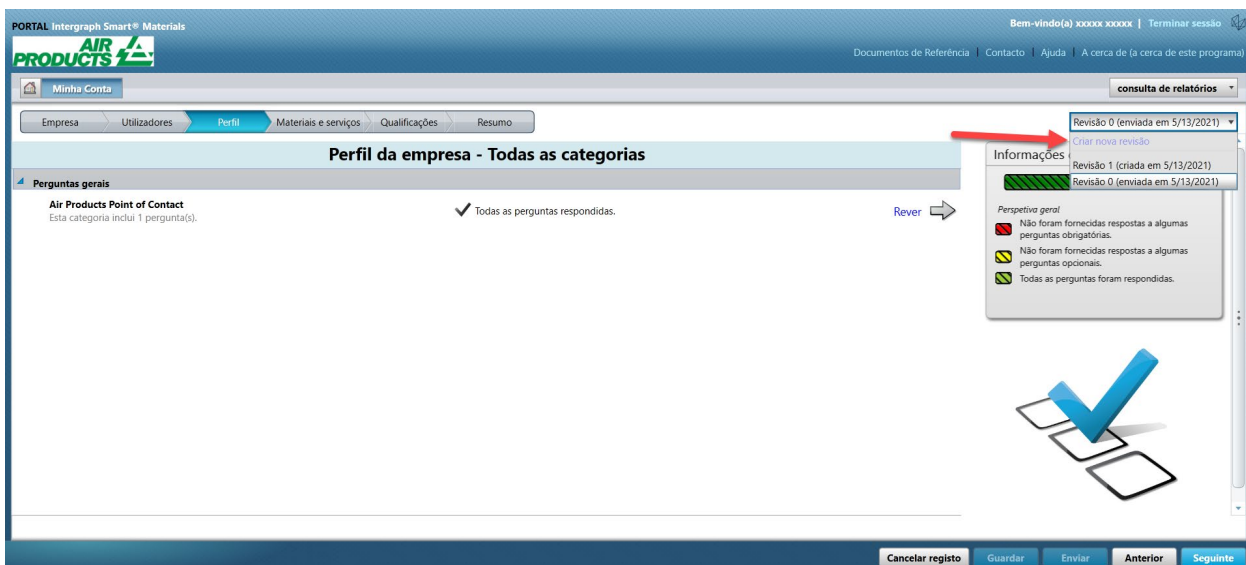 PORTAL Intergraph Smart® Materials
Bem-vindo(a) xxxxx xxxxx | Terminar sessão
AIR
PRODUCTS
Documentos de Referência | Contacto | Ajuda | A cerca de (a cerca de este programa)
Minha Conta
consulta de relatórios
Empresa
Utilizadores
Perfil
Materiais e serviços
Qualificações
Resumo
Revisão 0 (enviada em 5/13/2021)
Criar nova revisão
Revisão 1 (criada em 5/13/2021)
Revisão 0 (enviada em 5/13/2021)
Perfil da empresa - Todas as categorias
Informações
Perguntas gerais
Air Products Point of Contact
Esta categoria inclui 1 pergunta(s).
Todas as perguntas respondidas.
Rever
Perspetiva geral
Não foram fornecidas respostas a algumas
perguntas obrigatórias.
Não foram fornecidas respostas a algumas
perguntas opcionais.
Todas as perguntas foram respondidas.
Cancelar registo
Guardar
Enviar
Anterior
Seguinte